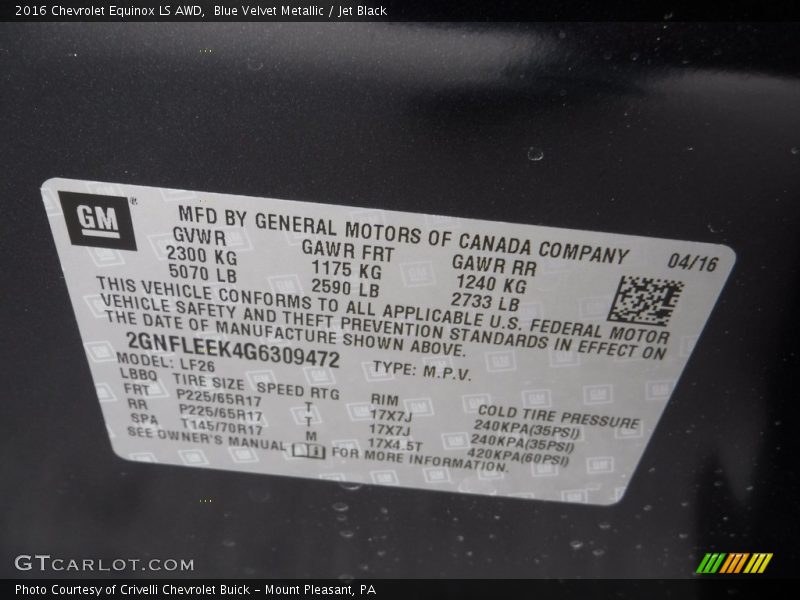 2016 Chevrolet Equinox LS AWD, Blue Velvet Metallic / Jet Black
GM®
MFD BY GENERAL MOTORS OF CANADA COMPANY
04/16
GVWR GAWR FRT GAWR RR
2300 KG 1175 KG 1240 KG
5070 LB 2590 LB 2733 LB
THIS VEHICLE CONFORMS TO ALL APPLICABLE U.S. FEDERAL MOTOR
VEHICLE SAFETY AND THEFT PREVENTION STANDARDS IN EFFECT ON
THE DATE OF MANUFACTURE SHOWN ABOVE.
2GNFLEEK4G6309472 TYPE: M.P.V.
MODEL: LF26
LBBQ TIRE SIZE SPEED RTG RIM COLD TIRE PRESSURE
FRT P225/65R17 T 17X7J 240KPA(35PSI)
RR P225/65R17 T 17X7J 240KPA(35PSI)
SPA T145/70R17 M 17X4.5T 420KPA(60PSI)
SEE OWNER'S MANUAL FOR MORE INFORMATION.
GTCARLOT.COM
Photo Courtesy of Crivelli Chevrolet Buick – Mount Pleasant, PA